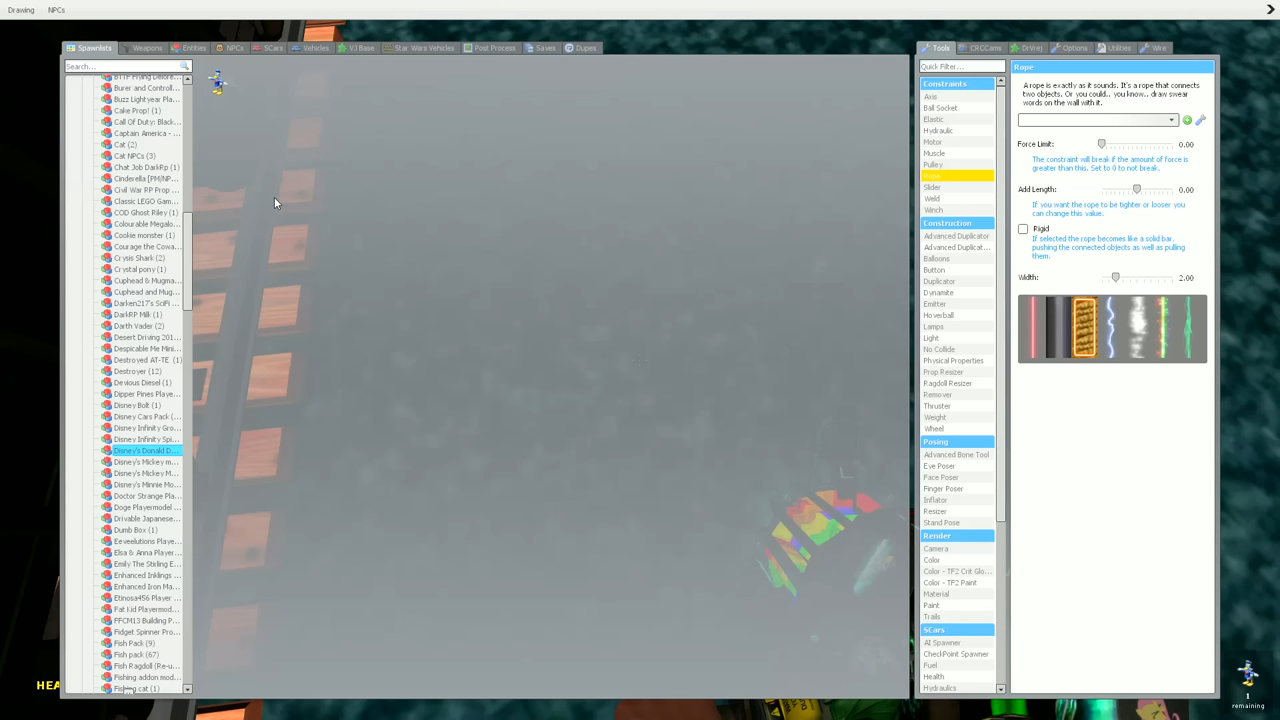 Drawing NPCs
Spawnlists Weapons Entities NPCs SCars Vehicles VJ Base Star Wars Vehicles Post Process Saves Dupes
Search...
Burer and Controll...
Buzz Lightyear Pla...
Cake Prop! (1)
Call Of Duty: Black...
Captain America - ...
Cat (2)
Cat NPCs (3)
Chat Job DarkRp (1)
Cinderella [PM/NP...
Civil War RP Prop ...
Classic LEGO Gam...
COD Ghost Riley (1)
Colourable Megalo...
Cookie monster (1)
Courage the Cowa...
Crysis Shark (2)
Crystal pony (1)
Cuphead & Mugma...
Cuphead and Mug...
Darken217's SciFi ...
DarkRP Milk (1)
Darth Vader (2)
Desert Driving 201...
Despicable Me Mini...
Destroyed AT-TE (1)
Destroyer (12)
Devious Diesel (1)
Dipper Pines Playe...
Disney Bolt (1)
Disney Cars Pack (...
Disney Infinity Gro...
Disney Infinity Spi...
Disney's Donald D...
Disney's Mickey m...
Disney's Mickey M...
Disney's Minnie Mo...
Doctor Strange Pla...
Doge Playermodel ...
Drivable Japanese...
Dumb Box (1)
Eeveelutions Playe...
Elsa & Anna Player...
Emily The Stirling E...
Enhanced Inklings ...
Enhanced Iron Ma...
Etinosa456 Player ...
Fat Kid Playermod...
FFCM13 Building P...
Fidget Spinner Pro...
Fish Pack (9)
Fish pack (67)
Fish Ragdoll (Re-u...
Fishing addon mod...
Fishing cat (1)
Tools CRCCams DrVrej Options Utilities Wire
Quick Filter...
Constraints
Axis
Ball Socket
Elastic
Hydraulic
Motor
Muscle
Pulley
Rope
Slider
Weld
Winch
Construction
Advanced Duplicator
Advanced Duplicat...
Balloons
Button
Duplicator
Dynamite
Emitter
Hoverball
Lamps
Light
No Collide
Physical Properties
Prop Resizer
Ragdoll Resizer
Remover
Thruster
Weight
Wheel
Posing
Advanced Bone Tool
Eye Poser
Face Poser
Finger Poser
Inflator
Resizer
Stand Pose
Render
Camera
Color
Color - TF2 Crit Glo...
Color - TF2 Paint
Material
Paint
Trails
SCars
AI Spawner
CheckPoint Spawner
Fuel
Health
Hydraulics
Rope
A rope is exactly as it sounds. It's a rope that connects
two objects. Or you could.. you know.. draw swear
words on the wall with it.
Force Limit: 0.00
The constraint will break if the amount of force is
greater than this. Set to 0 to not break.
Add Length: 0.00
If you want the rope to be tighter or looser you
can change this value.
Rigid
If selected the rope becomes like a solid bar.
pushing the connected objects as well as pulling
them.
Width: 2.00
HEA
1
remaining